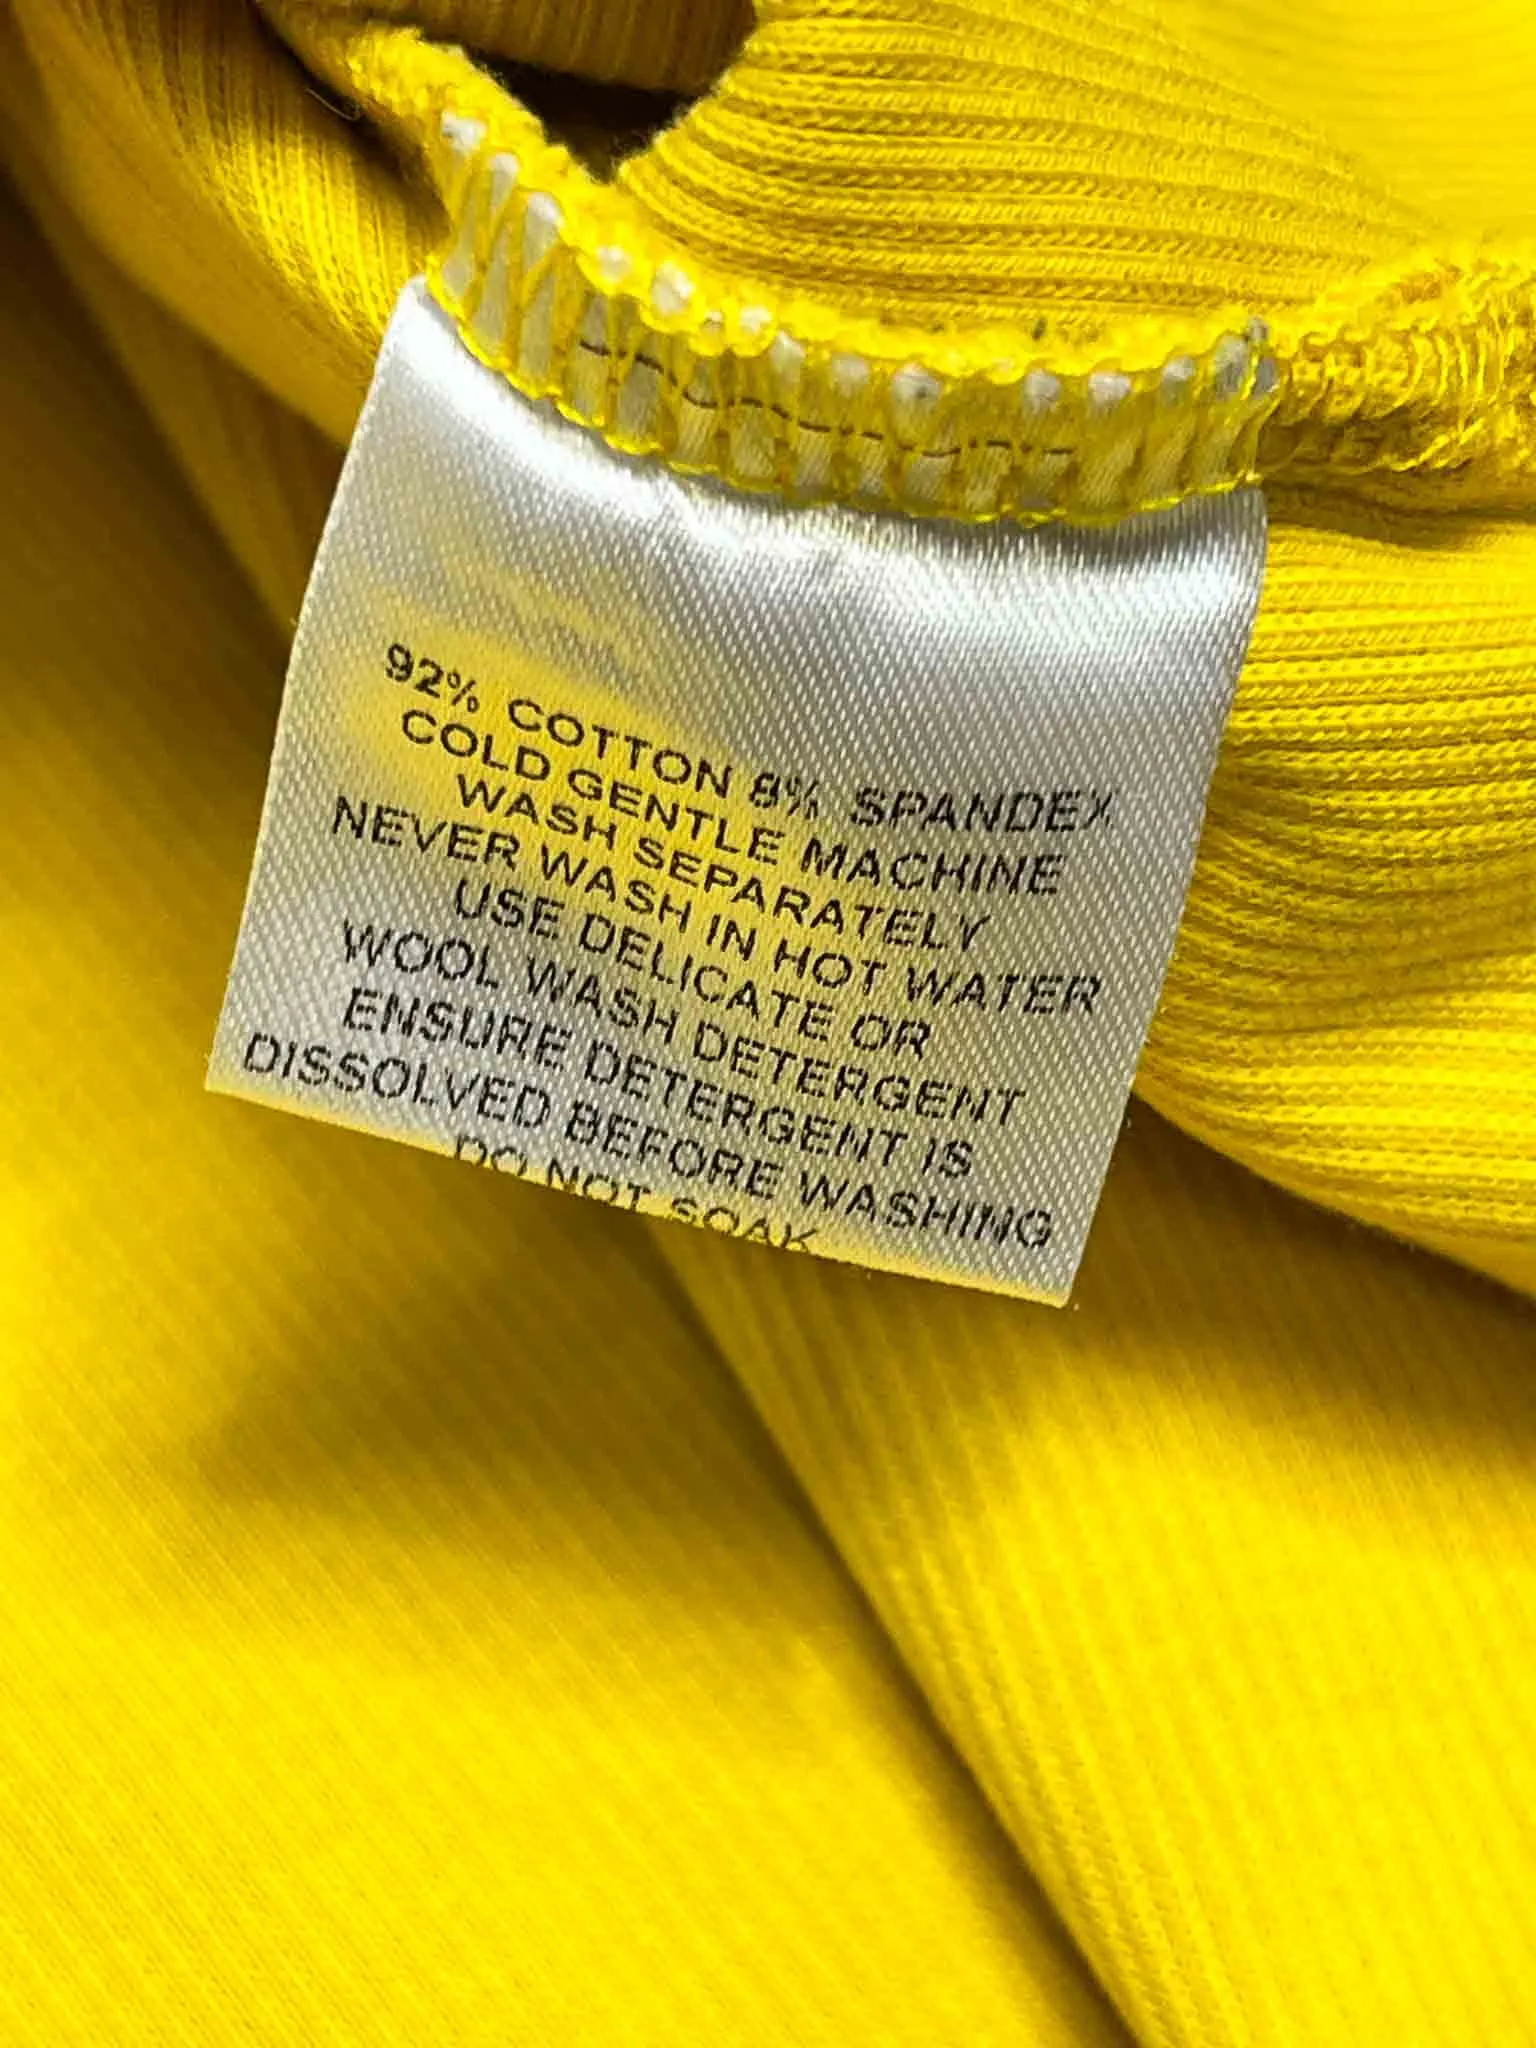 92% COTTON 8% SPANDEX
COLD GENTLE MACHINE
WASH SEPARATELY
NEVER WASH IN HOT WATER
USE DELICATE OR
WOOL WASH DETERGENT
ENSURE DETERGENT IS
DISSOLVED BEFORE WASHING
DO NOT SOAK